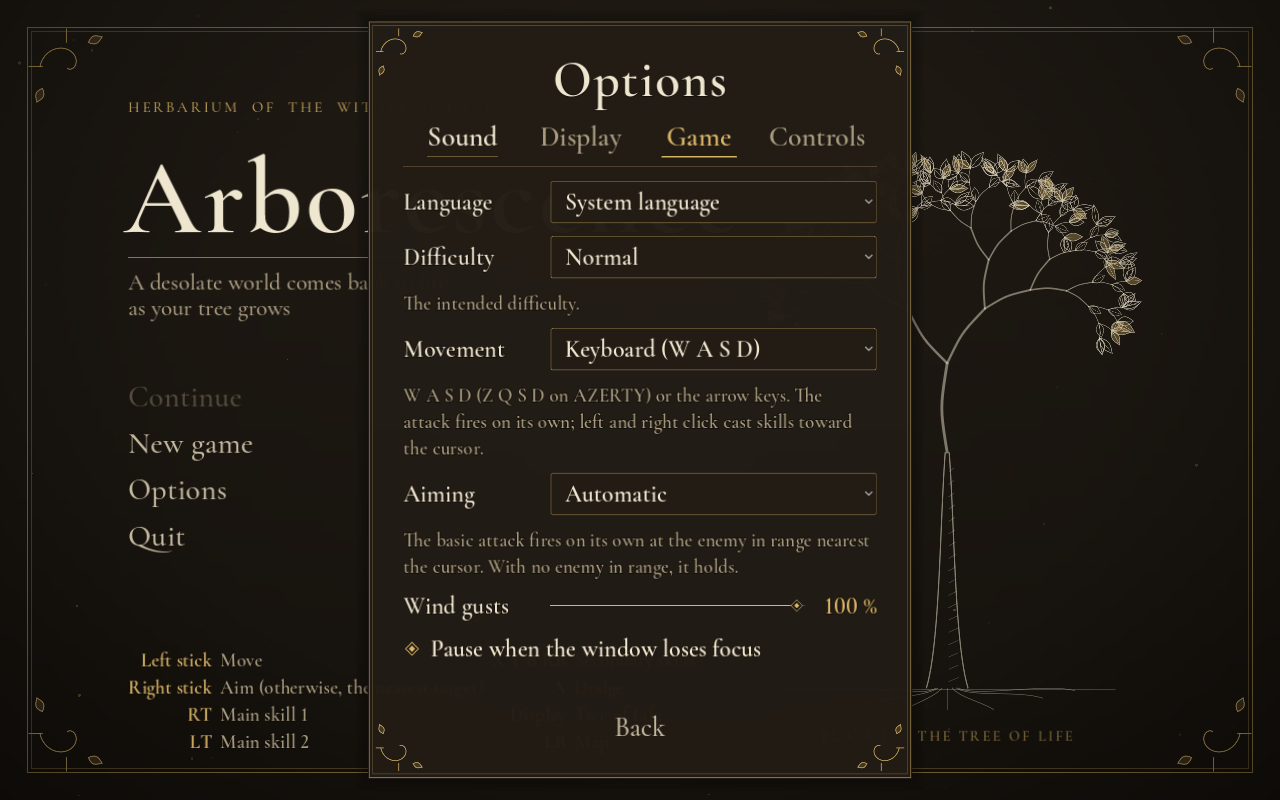 Options
Sound Display Game Controls
Language System language
Difficulty Normal
The intended difficulty.
Movement Keyboard (W A S D)
W A S D (Z Q S D on AZERTY) or the arrow keys. The
attack fires on its own; left and right click cast skills toward
the cursor.
Aiming Automatic
The basic attack fires on its own at the enemy in range nearest
the cursor. With no enemy in range, it holds.
Wind gusts 100 %
Pause when the window loses focus
Back
HERBARIUM OF THE
Arborescence
A desolate world comes
as your tree grows
Continue
New game
Options
Quit
Left stick Move
Right stick Aim (otherwise,
RT Main skill 1
LT Main skill 2
THE TREE OF LIFE